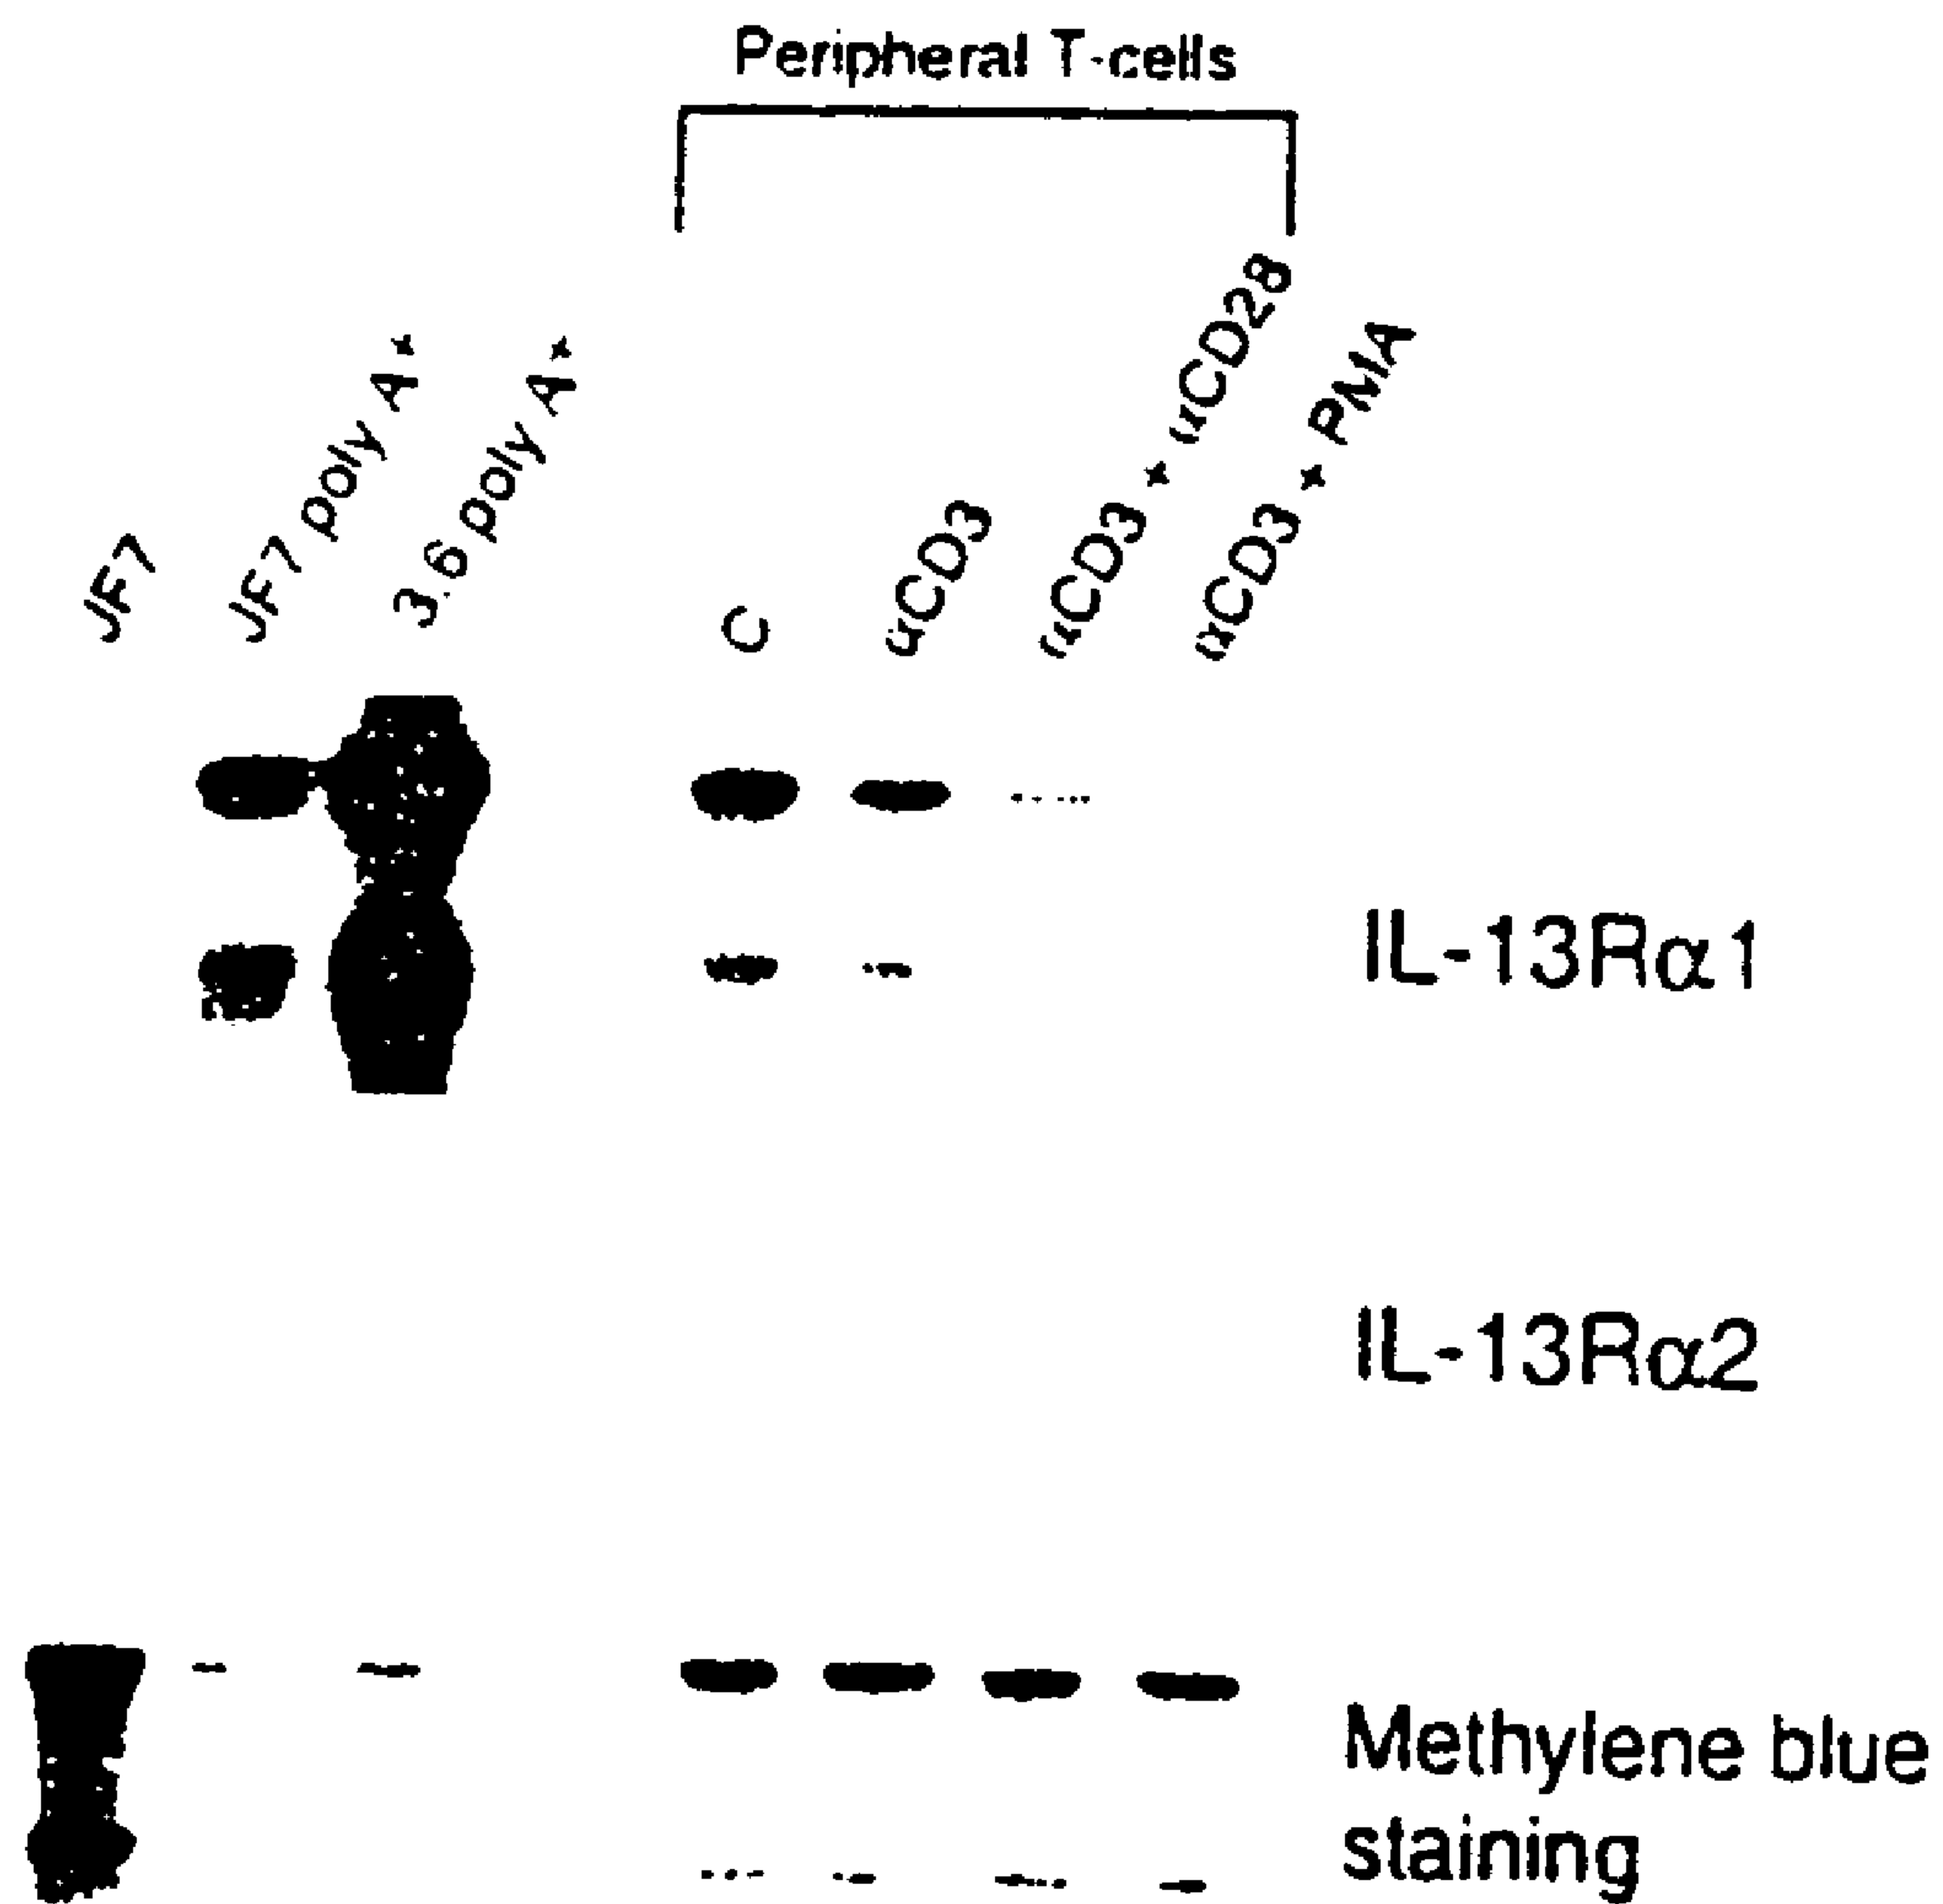 Peripheral T-cells
JF7
JF7 poly A+
3.6 poly A+
C
αCD3
αCD3 + αCD28
αCD3 + PMA
IL-13Rα1
IL-13Rα2
Methylene blue
staining